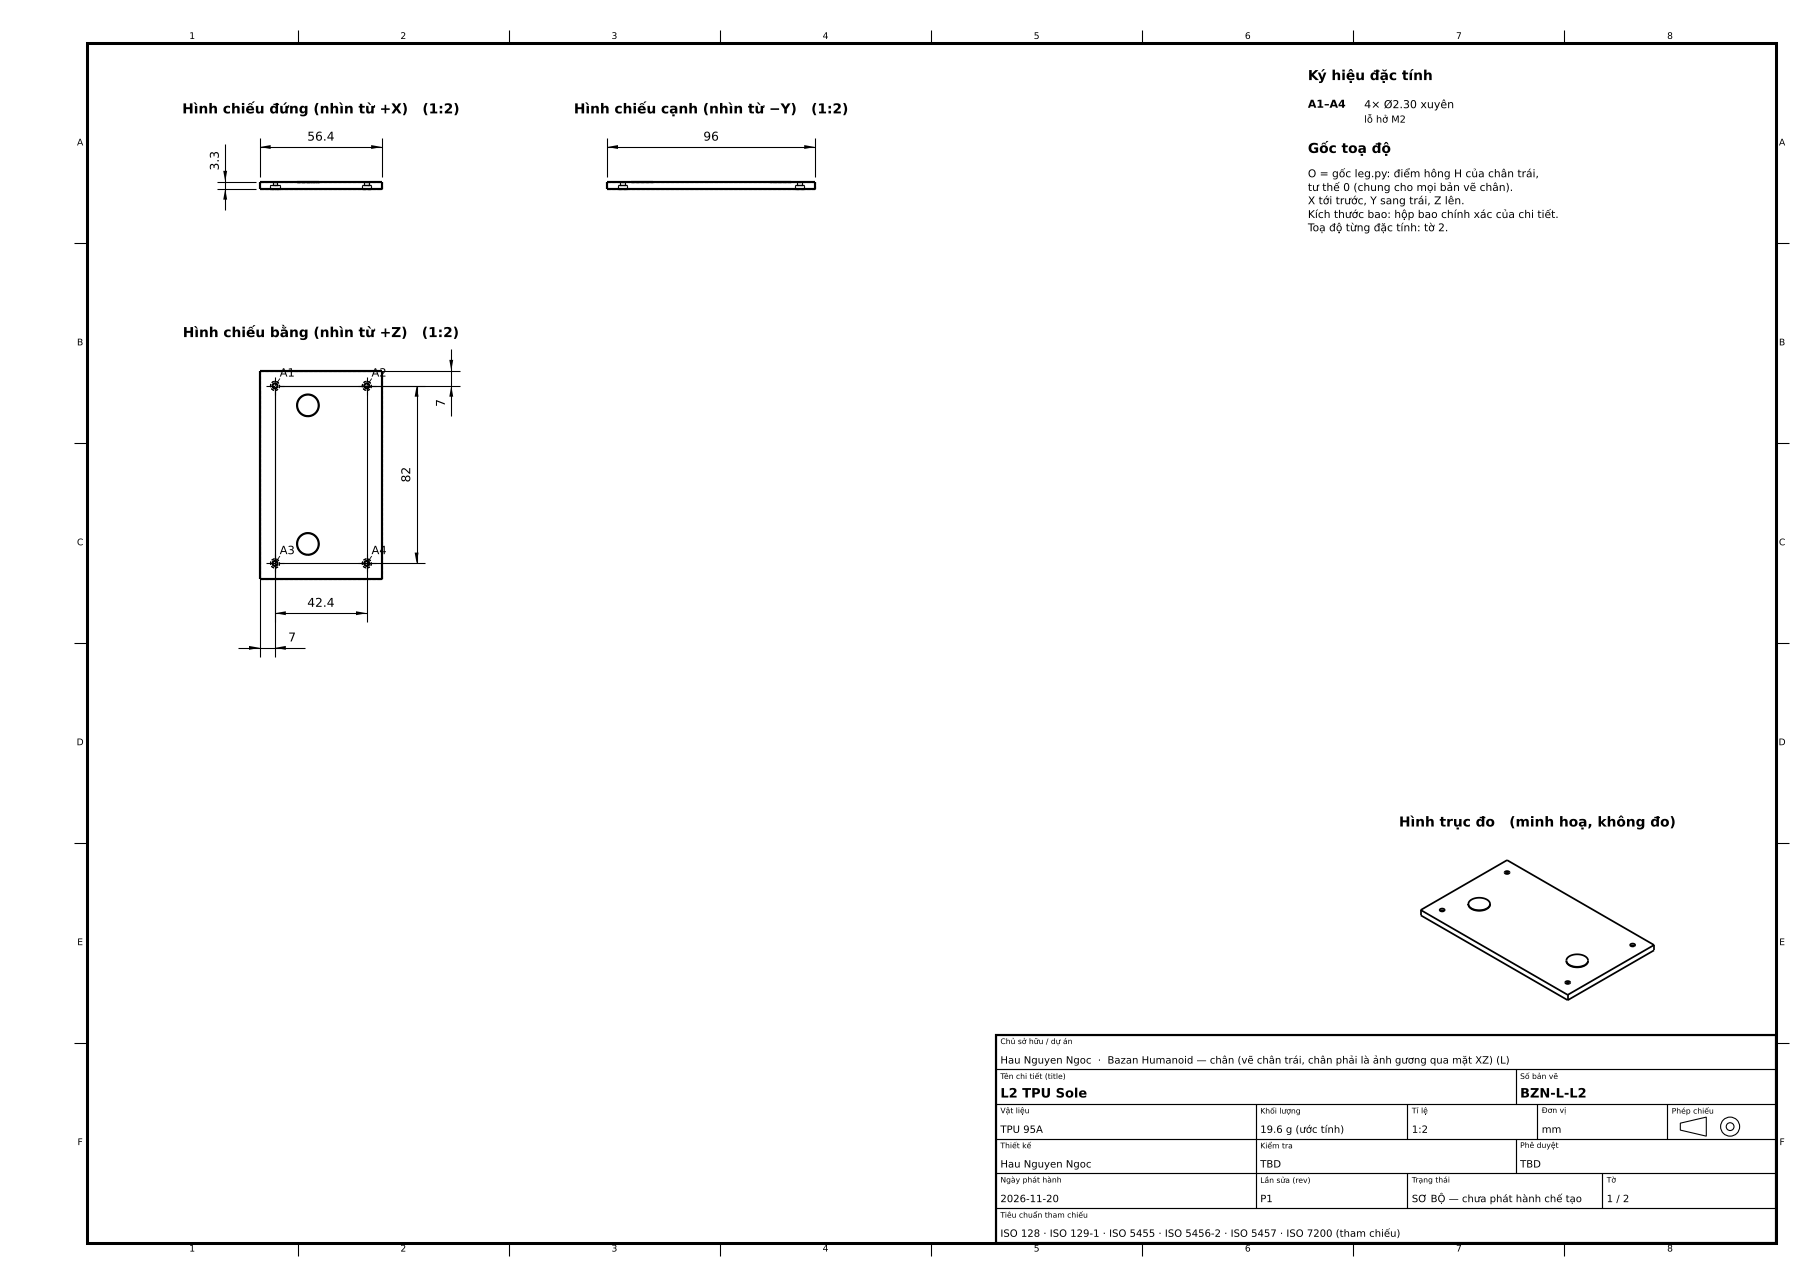 1 2 3 4 5 6 7 8
Ký hiệu đặc tính
A1–A4 4× Ø2.30 xuyên
lỗ hở M2
Gốc toạ độ
O = gốc leg.py: điểm hông H của chân trái,
tư thế 0 (chung cho mọi bản vẽ chân).
X tới trước, Y sang trái, Z lên.
Kích thước bao: hộp bao chính xác của chi tiết.
Toạ độ từng đặc tính: tờ 2.
Hình chiếu đứng (nhìn từ +X) (1:2)
56.4
3.3
Hình chiếu cạnh (nhìn từ −Y) (1:2)
96
A A
Hình chiếu bằng (nhìn từ +Z) (1:2)
B B
A1 A2
7
82
A3 A4
42.4
7
C C
D D
Hình trục đo (minh hoạ, không đo)
E E
F F
Chủ sở hữu / dự án
Hau Nguyen Ngoc · Bazan Humanoid — chân (vẽ chân trái, chân phải là ảnh gương qua mặt XZ) (L)
Tên chi tiết (title) Số bản vẽ
L2 TPU Sole BZN-L-L2
Vật liệu Khối lượng Tỉ lệ Đơn vị Phép chiếu
TPU 95A 19.6 g (ước tính) 1:2 mm
Thiết kế Kiểm tra Phê duyệt
Hau Nguyen Ngoc TBD TBD
Ngày phát hành Lần sửa (rev) Trạng thái Tờ
2026-11-20 P1 SƠ BỘ — chưa phát hành chế tạo 1 / 2
Tiêu chuẩn tham chiếu
ISO 128 · ISO 129-1 · ISO 5455 · ISO 5456-2 · ISO 5457 · ISO 7200 (tham chiếu)
1 2 3 4 5 6 7 8